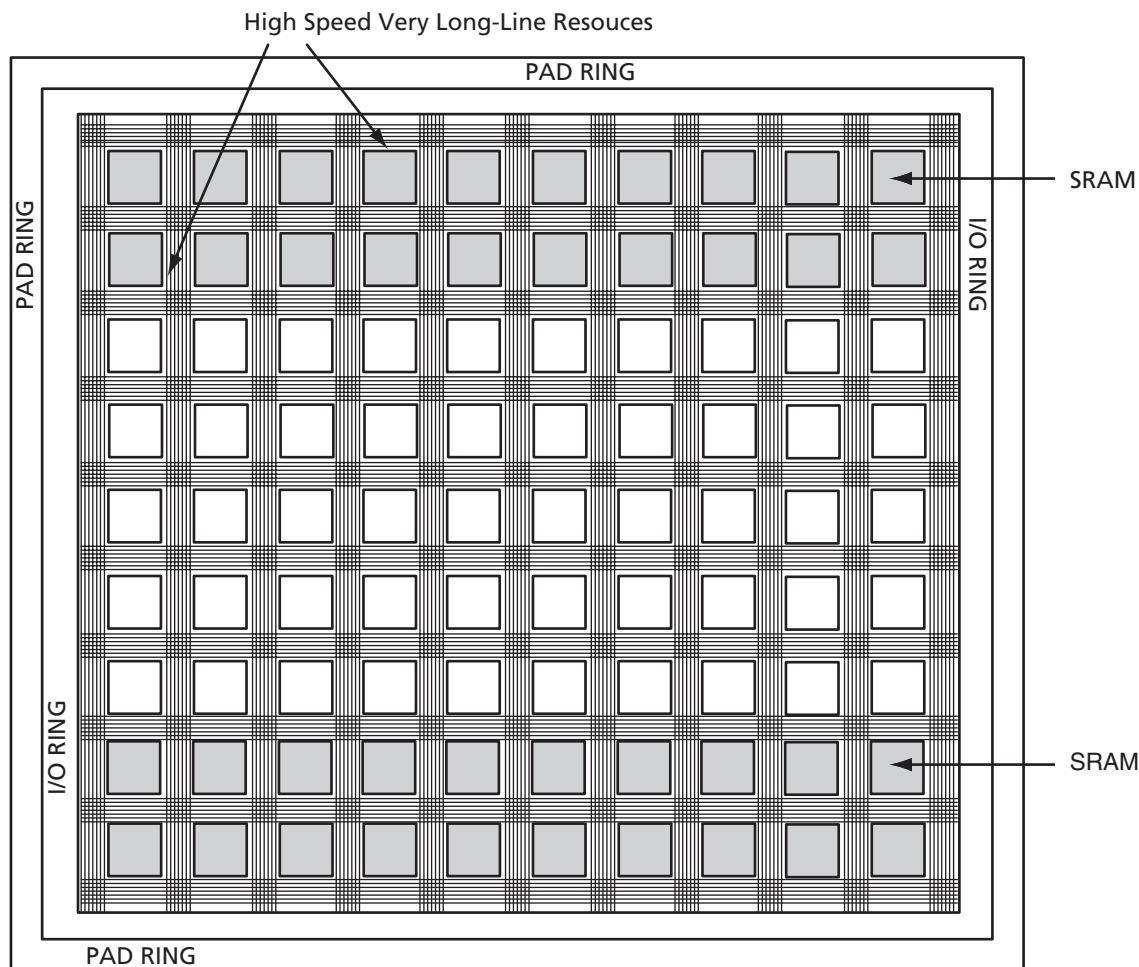 High Speed Very Long-Line Resouces
PAD RING
SRAM
PAD RING
I/O RING
I/O RING
SRAM
PAD RING